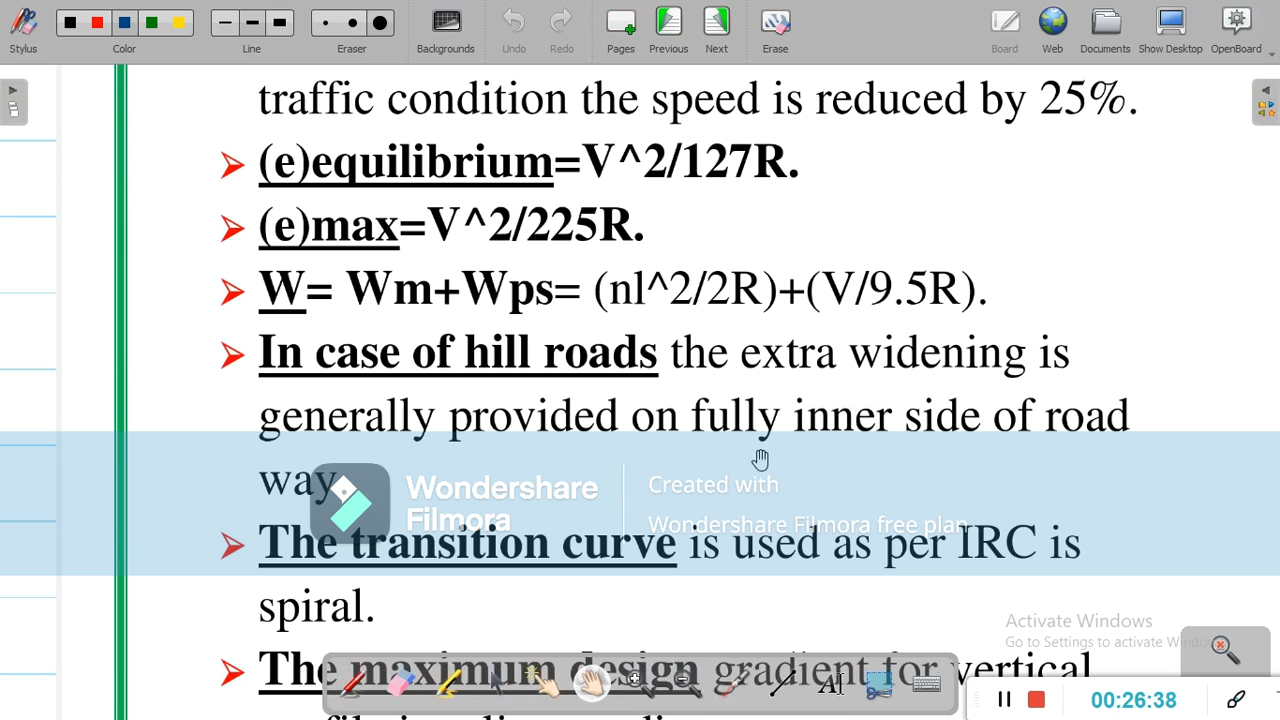 Stylus
Color
Line
Eraser
Backgrounds
Undo
Redo
Pages
Previous
Next
Erase
Board
Web
Documents
Show Desktop
OpenBoard
traffic condition the speed is reduced by 25%.
(e)equilibrium=V^2/127R.
(e)max=V^2/225R.
W= Wm+Wps= (nl^2/2R)+(V/9.5R).
In case of hill roads the extra widening is
generally provided on fully inner side of road
way
Wondershare
Filmora
Created with
Wondershare Filmora free plan
The transition curve is used as per IRC is
spiral.
Activate Windows
Go to Settings to activate Windows
The maximum design gradient for vertical
00:26:38